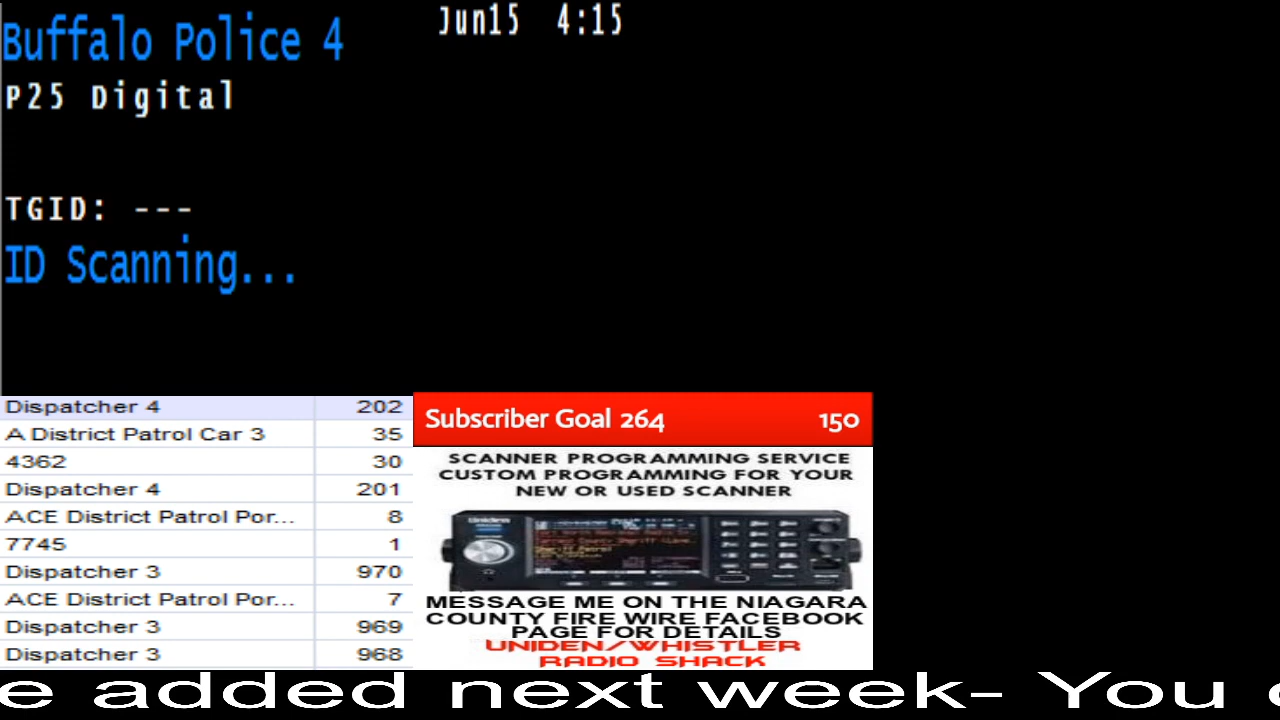 Buffalo Police 4
Jun15 4:15
P25 Digital
TGID: ---
ID Scanning...
Dispatcher 4 202
A District Patrol Car 3 35
4362 30
Dispatcher 4 201
ACE District Patrol Por... 8
7745 1
Dispatcher 3 970
ACE District Patrol Por... 7
Dispatcher 3 969
Dispatcher 3 968
Subscriber Goal 264 150
SCANNER PROGRAMMING SERVICE
CUSTOM PROGRAMMING FOR YOUR
NEW OR USED SCANNER
Uniden
MESSAGE ME ON THE NIAGARA
COUNTY FIRE WIRE FACEBOOK
PAGE FOR DETAILS
UNIDEN/WHISTLER
RADIO SHACK
e added next week- You